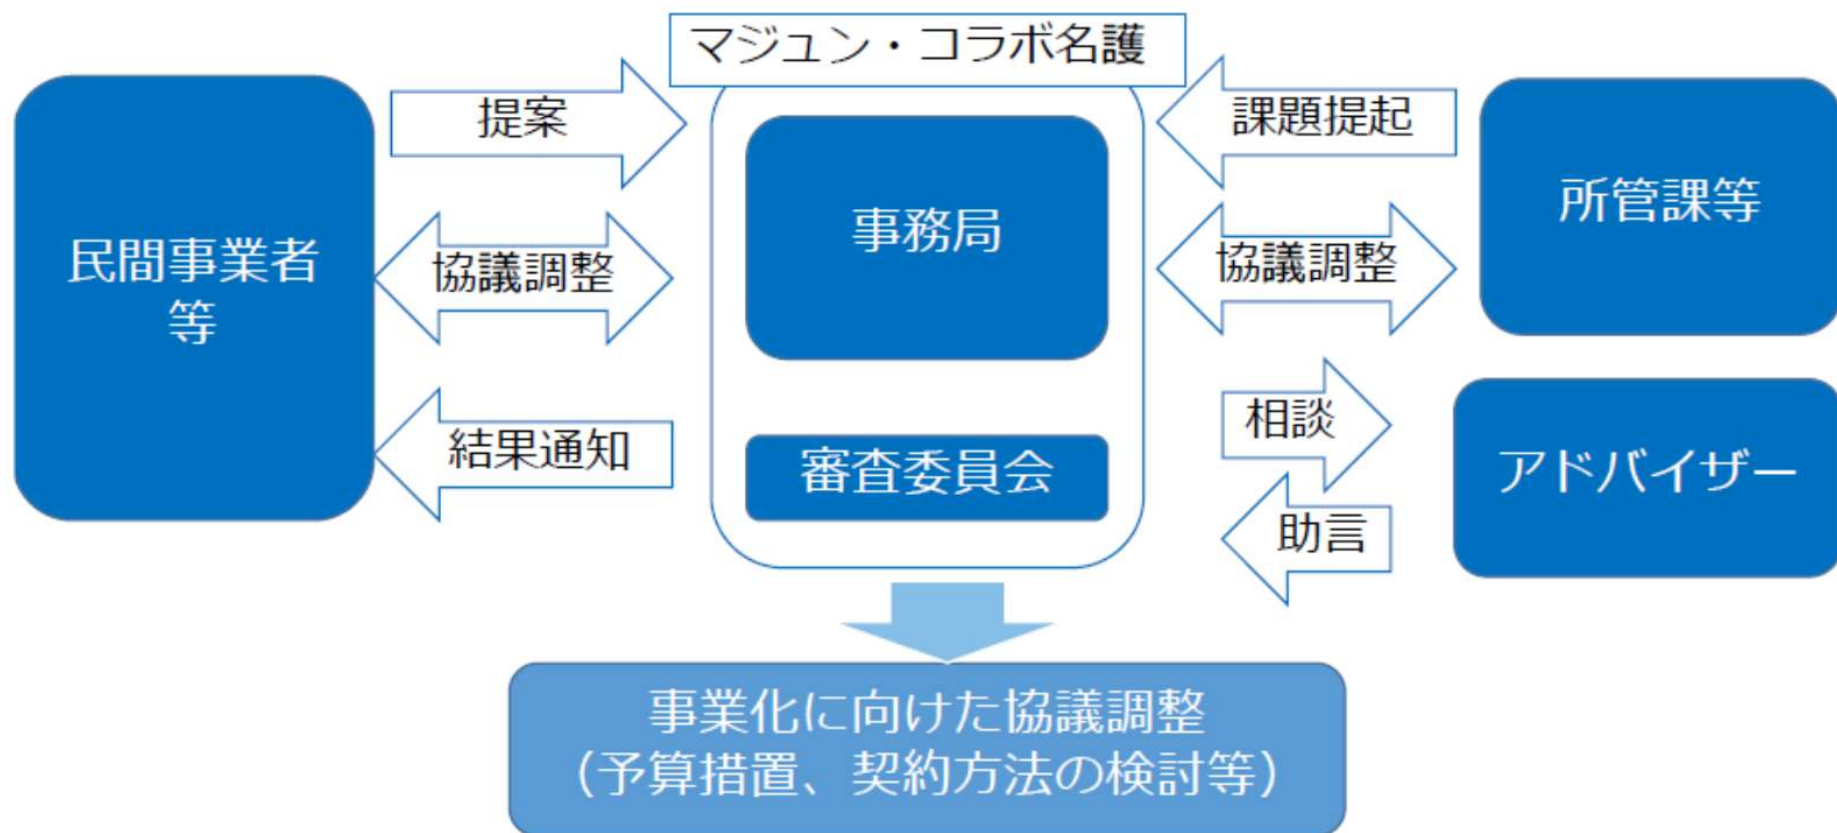 マジュン・コラボ名護
提案
課題提起
事務局
所管課等
民間事業者
等
協議調整
協議調整
結果通知
審査委員会
相談
助言
アドバイザー
事業化に向けた協議調整
（予算措置、契約方法の検討等）